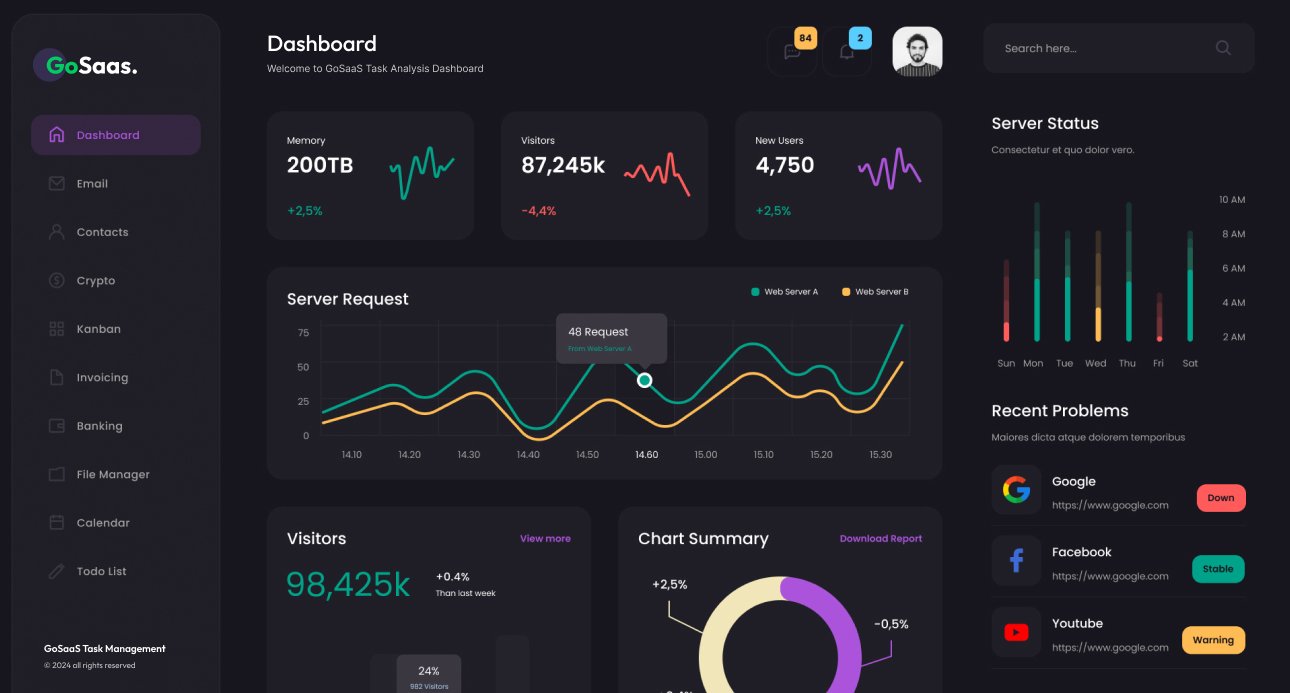 GoSaas.
Dashboard
Email
Contacts
Crypto
Kanban
Invoicing
Banking
File Manager
Calendar
Todo List
GoSaaS Task Management
© 2024 all rights reserved
Dashboard
Welcome to GoSaaS Task Analysis Dashboard
84
2
Search here...
Memory
200TB
+2,5%
Visitors
87,245k
-4,4%
New Users
4,750
+2,5%
Server Request
Web Server A
Web Server B
48 Request
From Web Server A
75
50
25
0
14.10 14.20 14.30 14.40 14.50 14.60 15.00 15.10 15.20 15.30
Visitors
View more
98,425k
+0.4%
Than last week
24%
982 Visitors
Chart Summary
Download Report
+2,5%
-0,5%
Server Status
Consectetur et quo dolor vero.
10 AM
8 AM
6 AM
4 AM
2 AM
Sun Mon Tue Wed Thu Fri Sat
Recent Problems
Maiores dicta atque dolorem temporibus
Google
https://www.google.com
Down
Facebook
https://www.google.com
Stable
Youtube
https://www.google.com
Warning